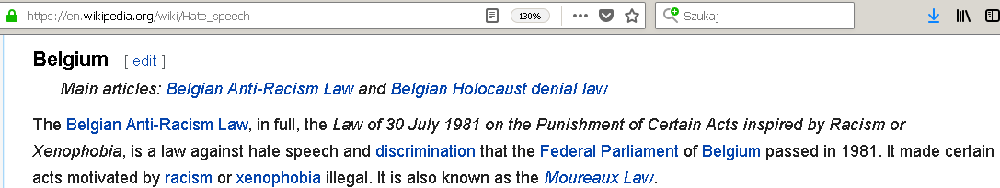 https://en.wikipedia.org/wiki/Hate_speech 130% Szukaj
Belgium [ edit ]
Main articles: Belgian Anti-Racism Law and Belgian Holocaust denial law
The Belgian Anti-Racism Law, in full, the Law of 30 July 1981 on the Punishment of Certain Acts inspired by Racism or
Xenophobia, is a law against hate speech and discrimination that the Federal Parliament of Belgium passed in 1981. It made certain
acts motivated by racism or xenophobia illegal. It is also known as the Moureaux Law.